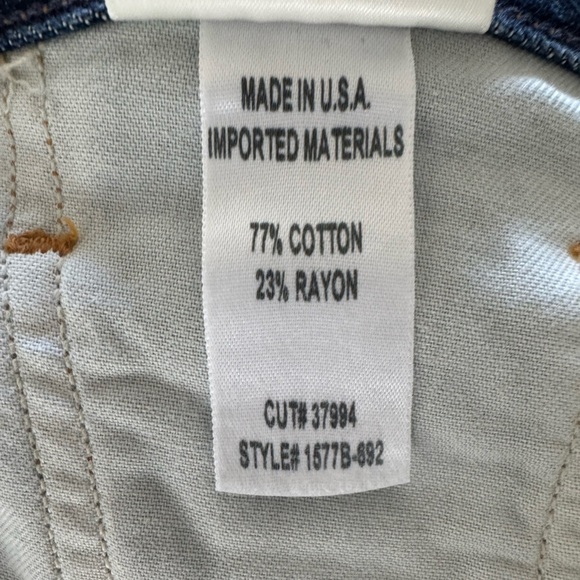 MADE IN U.S.A.
IMPORTED MATERIALS
77% COTTON
23% RAYON
CUT# 37994
STYLE# 1577B-692